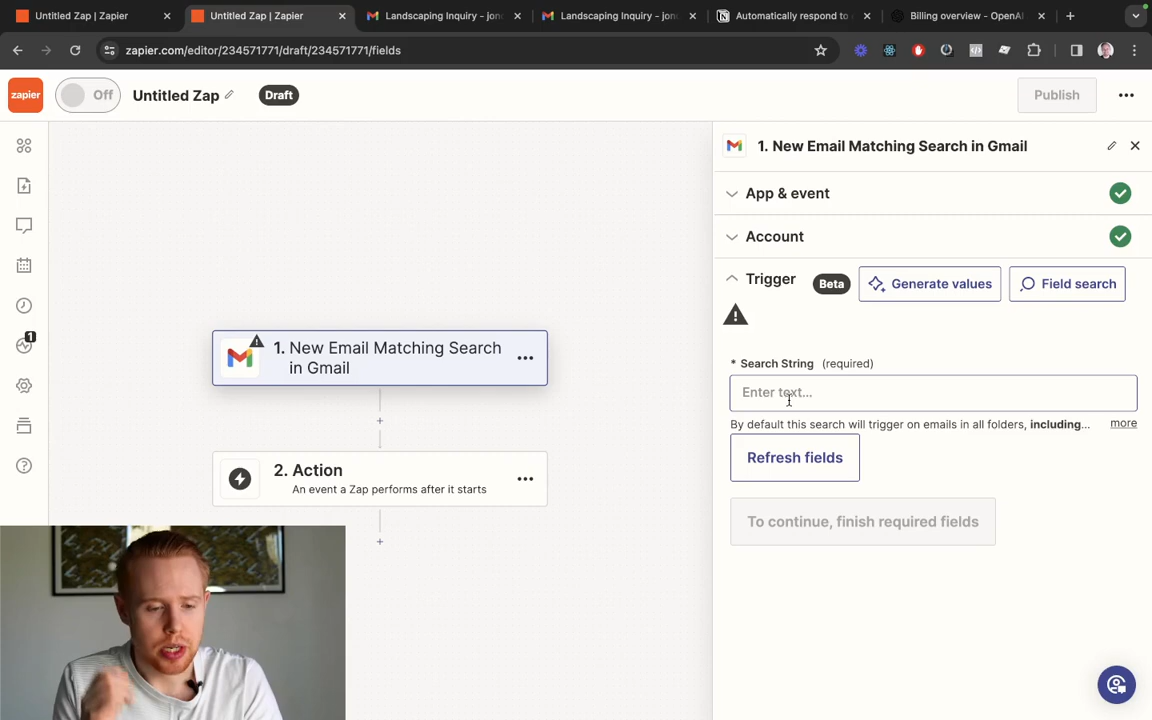 Untitled Zap | Zapier
Untitled Zap | Zapier
Landscaping Inquiry - jon
Landscaping Inquiry - jon
Automatically respond to
Billing overview - OpenAI
zapier.com/editor/234571771/draft/234571771/fields
zapier
Off
Untitled Zap
Draft
Publish
1. New Email Matching Search in Gmail
App & event
Account
Trigger
Beta
Generate values
Field search
1. New Email Matching Search
in Gmail
* Search String (required)
Enter text...
By default this search will trigger on emails in all folders, including...
more
Refresh fields
2. Action
An event a Zap performs after it starts
To continue, finish required fields
1